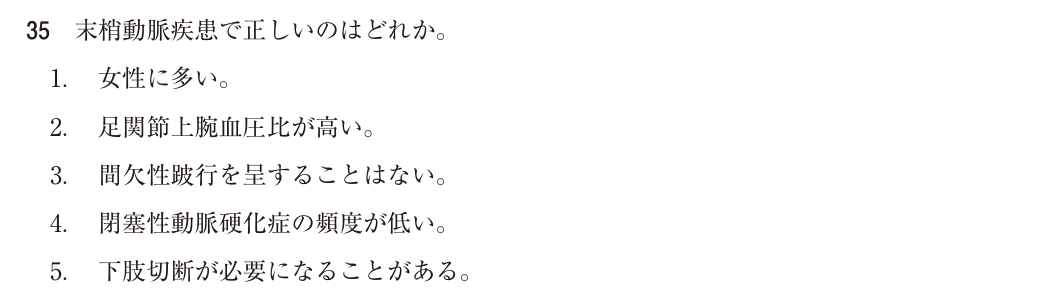 35 末梢動脈疾患で正しいのはどれか。
1. 女性に多い。
2. 足関節上腕血圧比が高い。
3. 間欠性跛行を呈することはない。
4. 閉塞性動脈硬化症の頻度が低い。
5. 下肢切断が必要になることがある。